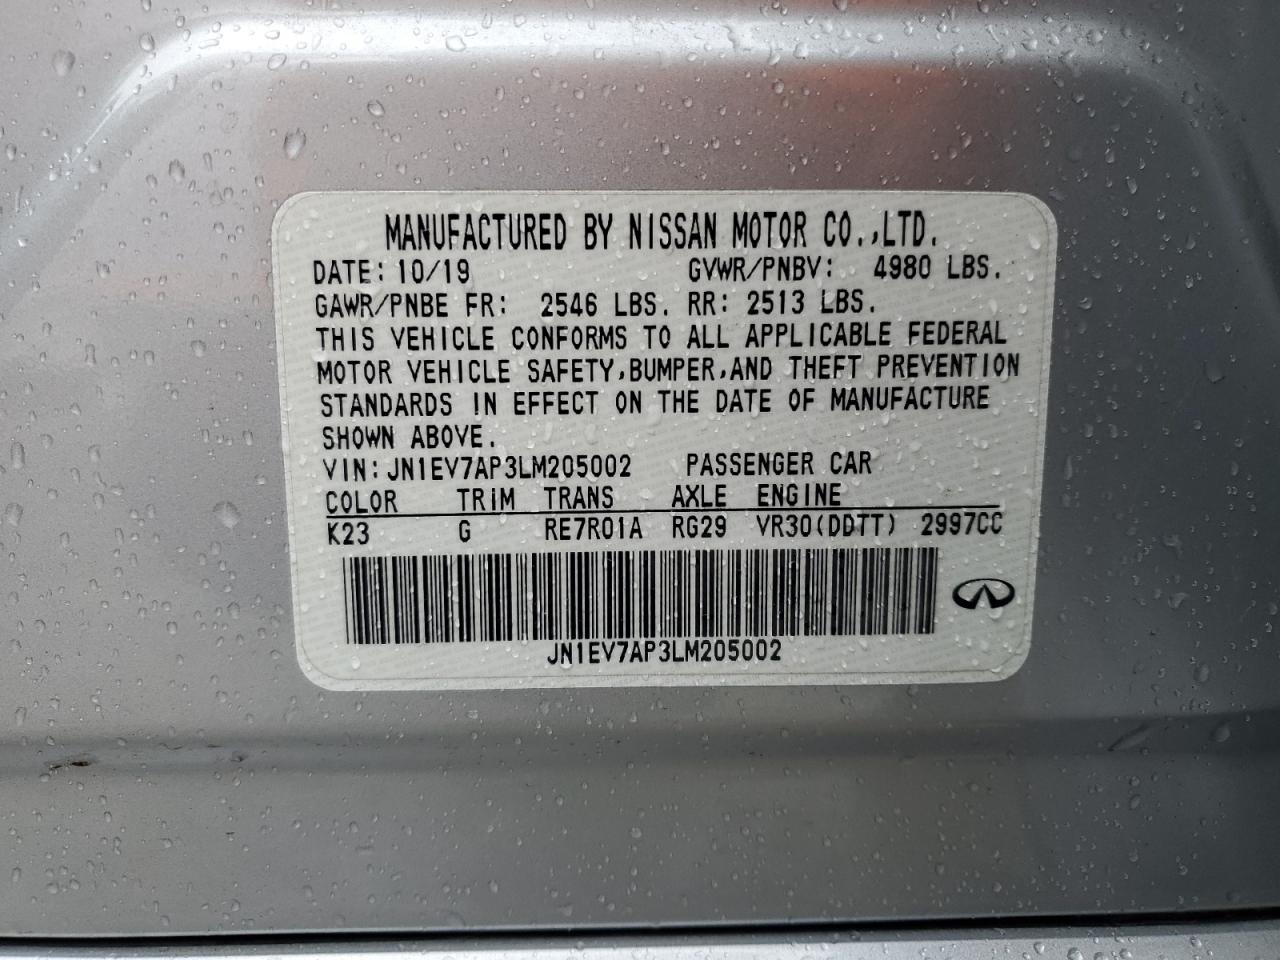 MANUFACTURED BY NISSAN MOTOR CO.,LTD.
DATE: 10/19 GVWR/PNBV: 4980 LBS.
GAWR/PNBE FR: 2546 LBS. RR: 2513 LBS.
THIS VEHICLE CONFORMS TO ALL APPLICABLE FEDERAL
MOTOR VEHICLE SAFETY,BUMPER,AND THEFT PREVENTION
STANDARDS IN EFFECT ON THE DATE OF MANUFACTURE
SHOWN ABOVE.
VIN:JN1EV7AP3LM205002 PASSENGER CAR
COLOR TRIM TRANS AXLE ENGINE
K23 G RE7R01A RG29 VR30(DDTT) 2997CC
JN1EV7AP3LM205002